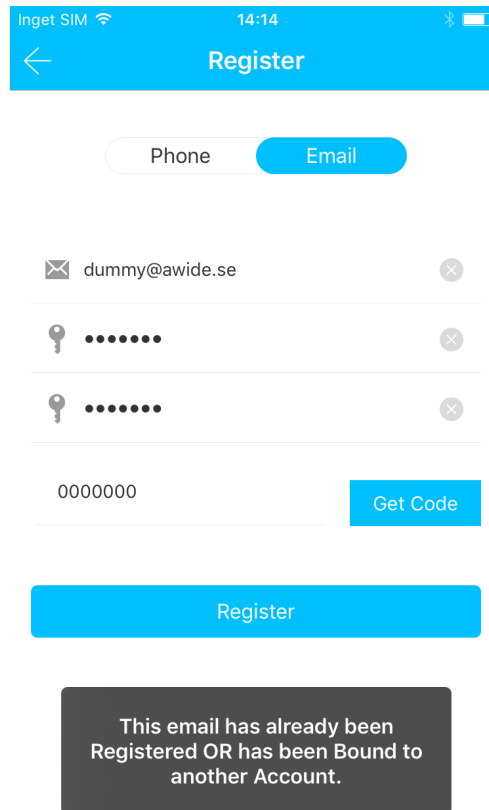 Inget SIM 14:14
Register
Phone Email
dummy@awide.se
•••••••
•••••••
0000000
Get Code
Register
This email has already been
Registered OR has been Bound to
another Account.